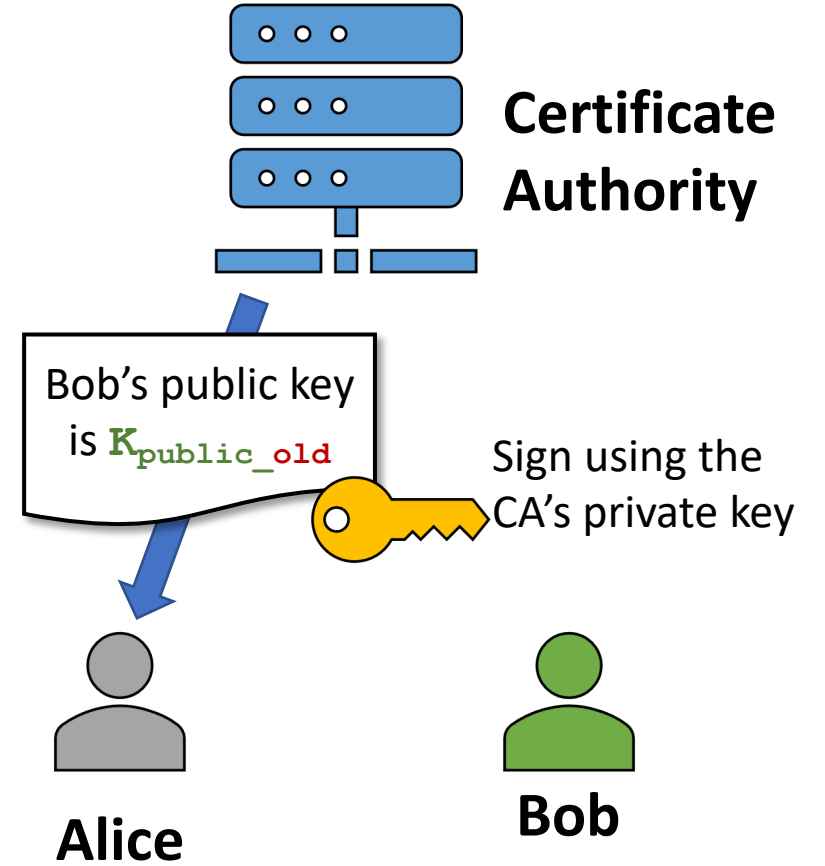 Certificate
Authority
Bob’s public key
is Kpublic_old
Sign using the
CA’s private key
Alice
Bob